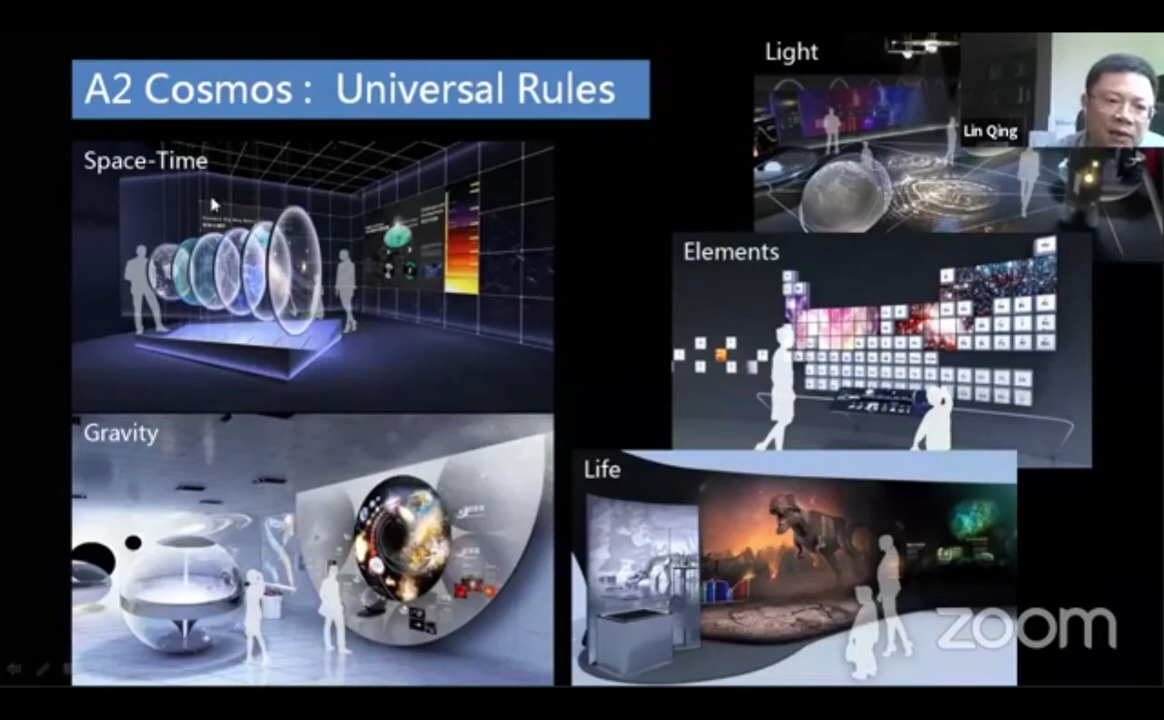 A2 Cosmos : Universal Rules
Light
Lin Qing
Space-Time
Elements
Gravity
Life
zoom